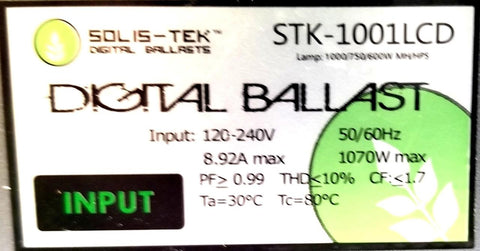 SOLIS-TEK™
DIGITAL BALLASTS
STK-1001LCD
Lamp: 1000/750/600W MH/HPS
DIGITAL BALLAST
Input: 120-240V 50/60Hz
8.92A max 1070W max
PF≥ 0.99 THD≤10% CF:≤1.7
Ta=30°C Tc=80°C
INPUT